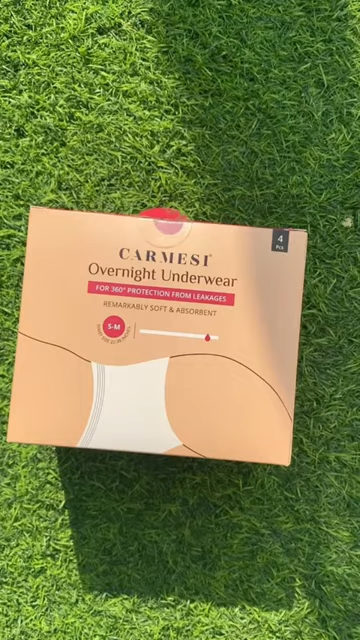 4
Pcs
CARMESI
Overnight Underwear
FOR 360° PROTECTION FROM LEAKAGES
REMARKABLY SOFT & ABSORBENT
S-M